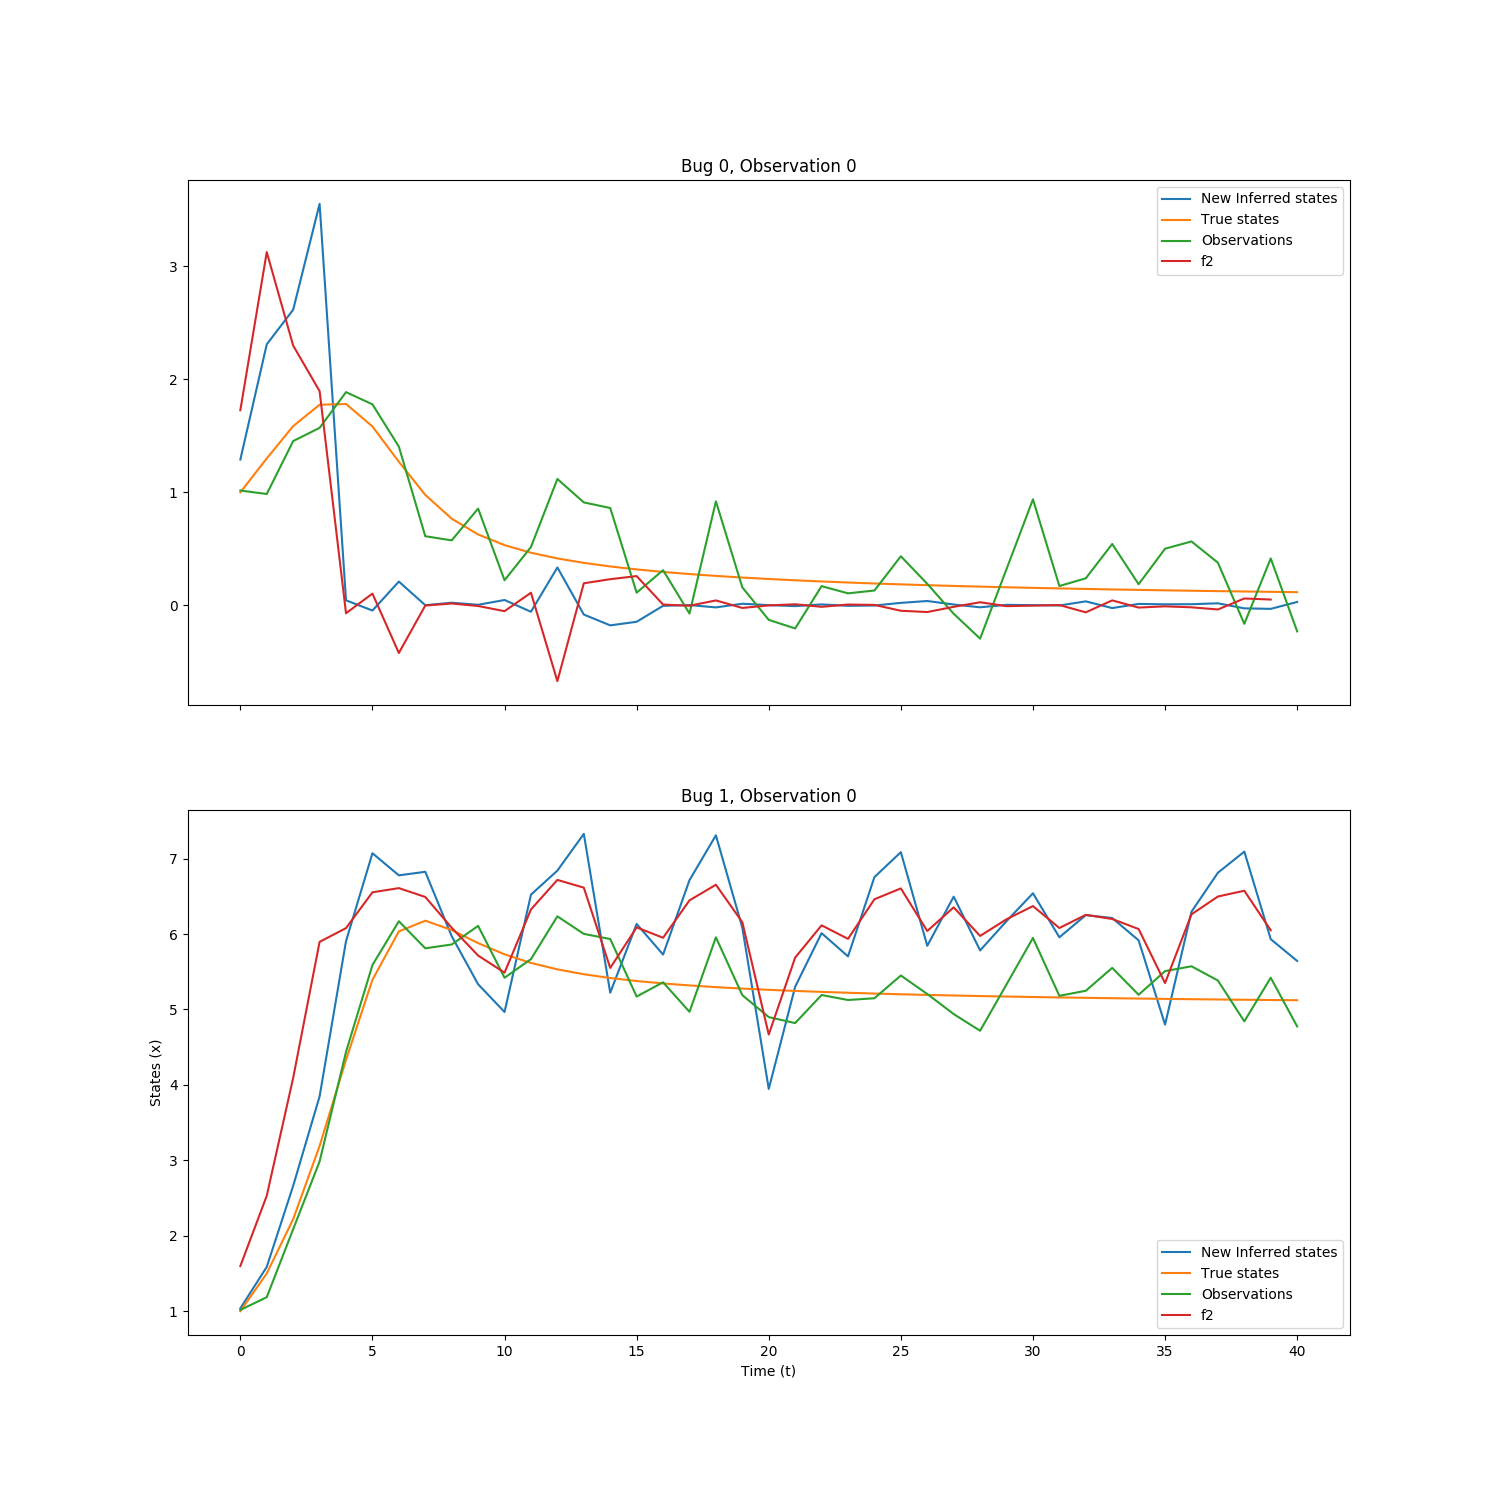 Bug 0, Observation 0
New Inferred states
True states
Observations
f2
3
2
1
0
Bug 1, Observation 0
7
6
5
4
3
2
1
States (x)
New Inferred states
True states
Observations
f2
0 5 10 15 20 25 30 35 40
Time (t)